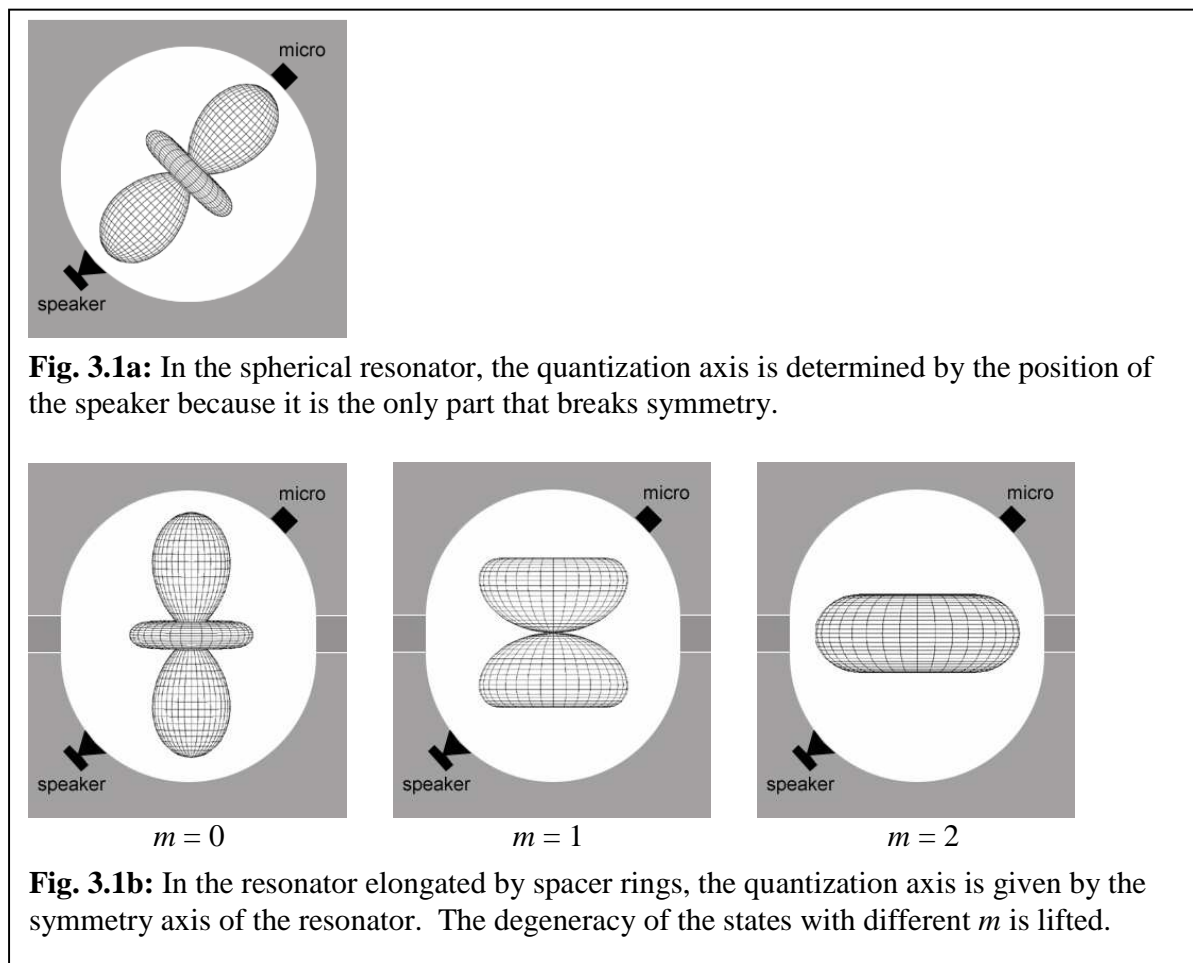 micro
speaker
Fig. 3.1a: In the spherical resonator, the quantization axis is determined by the position of
the speaker because it is the only part that breaks symmetry.
micro
micro
micro
speaker
speaker
speaker
m = 0
m = 1
m = 2
Fig. 3.1b: In the resonator elongated by spacer rings, the quantization axis is given by the
symmetry axis of the resonator. The degeneracy of the states with different m is lifted.